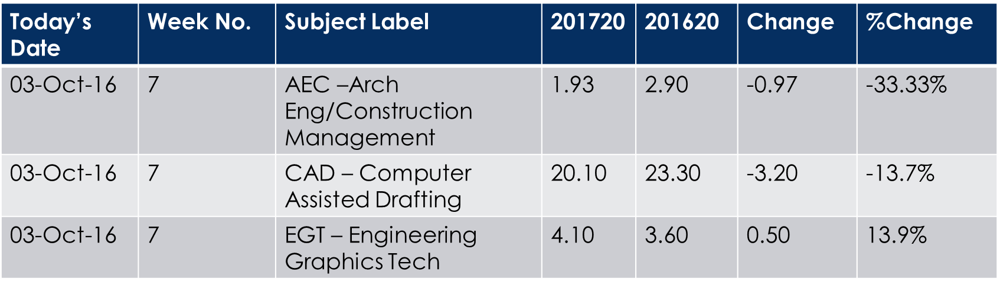 Today's Week No. Subject Label 201720 201620 Change %Change
Date
03-Oct-16 7 AEC –Arch 1.93 2.90 -0.97 -33.33%
Eng/Construction
Management
03-Oct-16 7 CAD – Computer 20.10 23.30 -3.20 -13.7%
Assisted Drafting
03-Oct-16 7 EGT – Engineering 4.10 3.60 0.50 13.9%
Graphics Tech